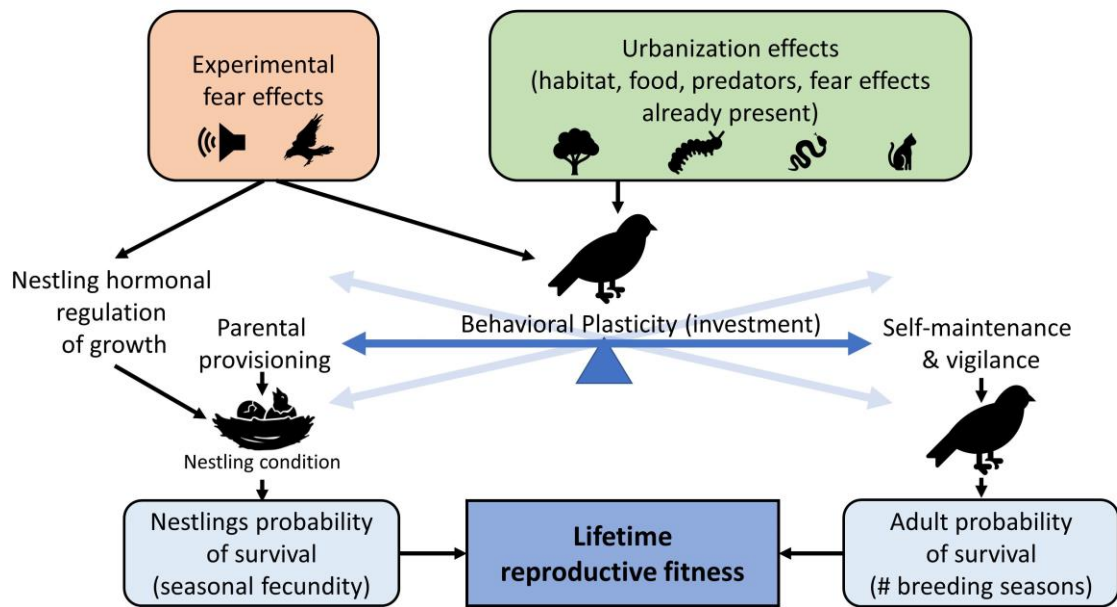 Experimental
fear effects
Urbanization effects
(habitat, food, predators, fear effects
already present)
Nestling hormonal
regulation
of growth
Parental
provisioning
Behavioral Plasticity (investment)
Self-maintenance
& vigilance
Nestling condition
Nestlings probability
of survival
(seasonal fecundity)
Lifetime
reproductive fitness
Adult probability
of survival
(# breeding seasons)